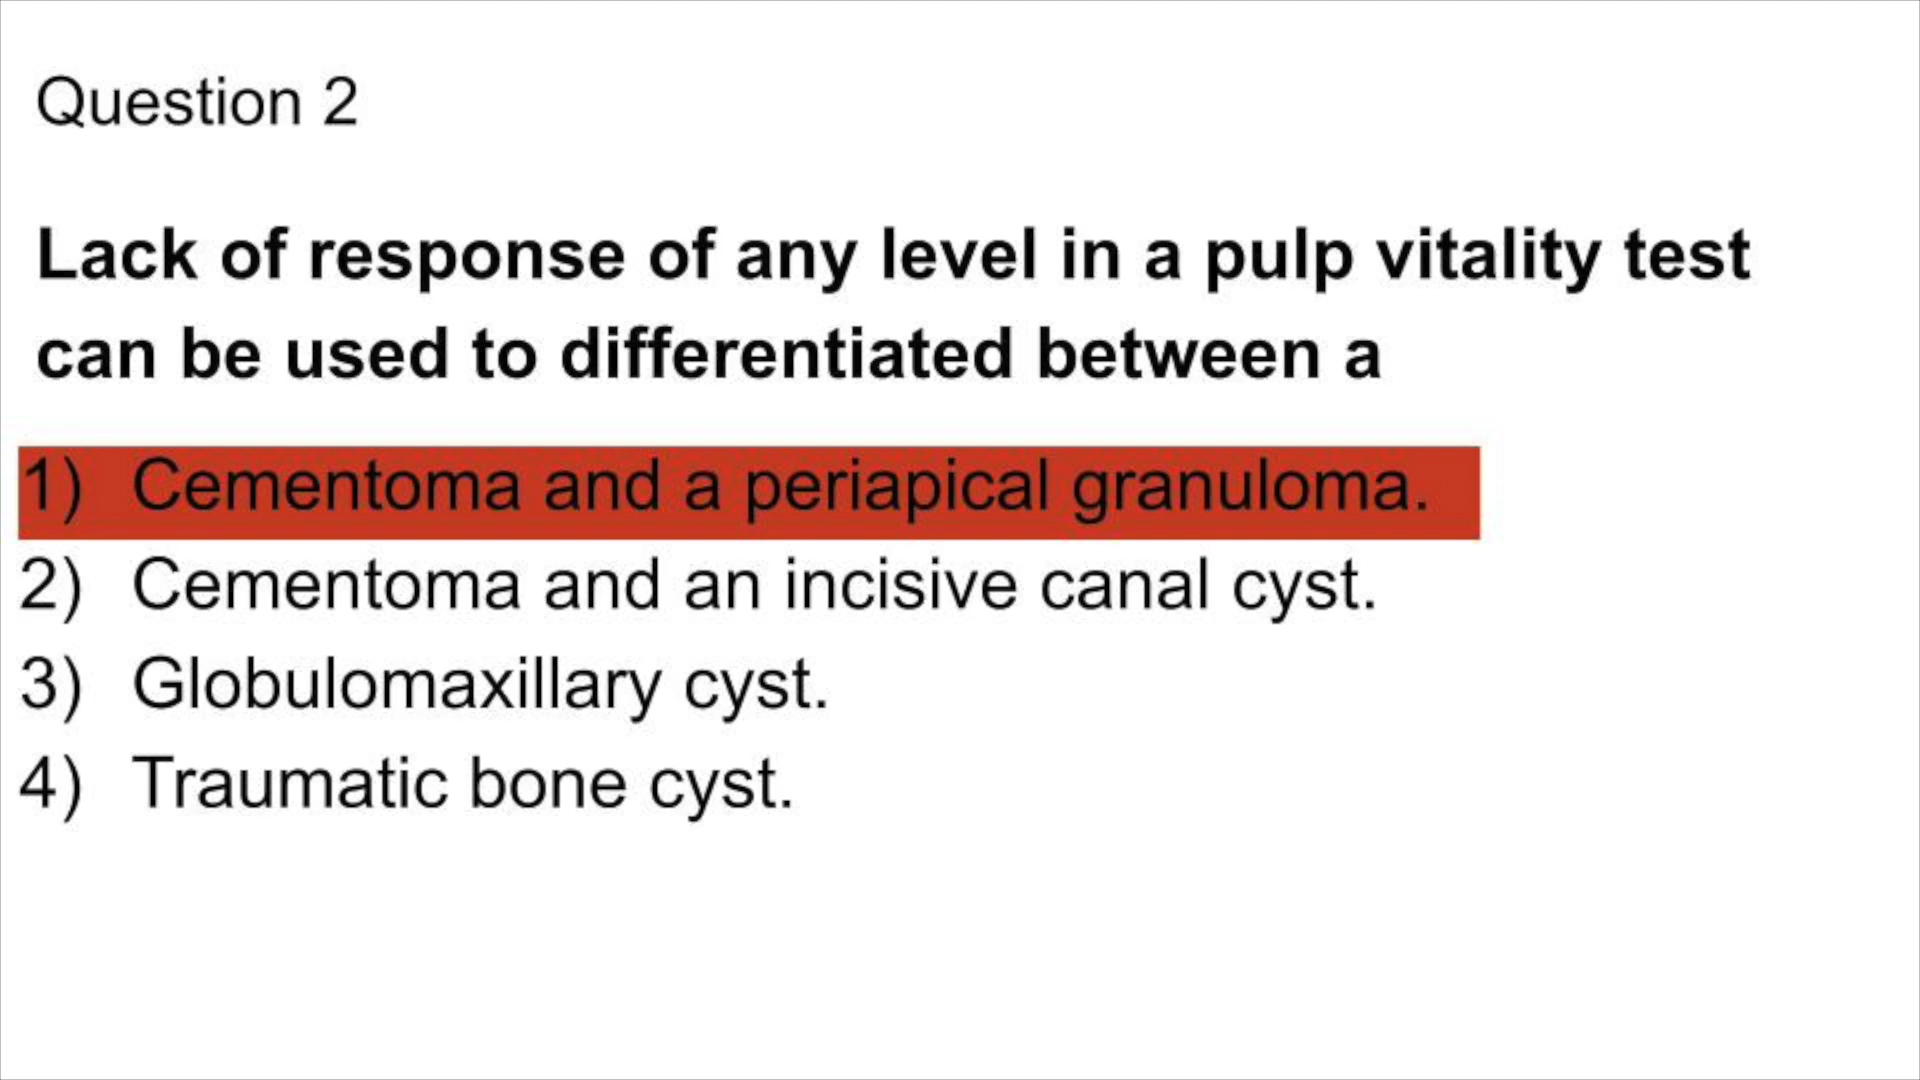 Question 2
Lack of response of any level in a pulp vitality test
can be used to differentiated between a
1) Cementoma and a periapical granuloma.
2) Cementoma and an incisive canal cyst.
3) Globulomaxillary cyst.
4) Traumatic bone cyst.